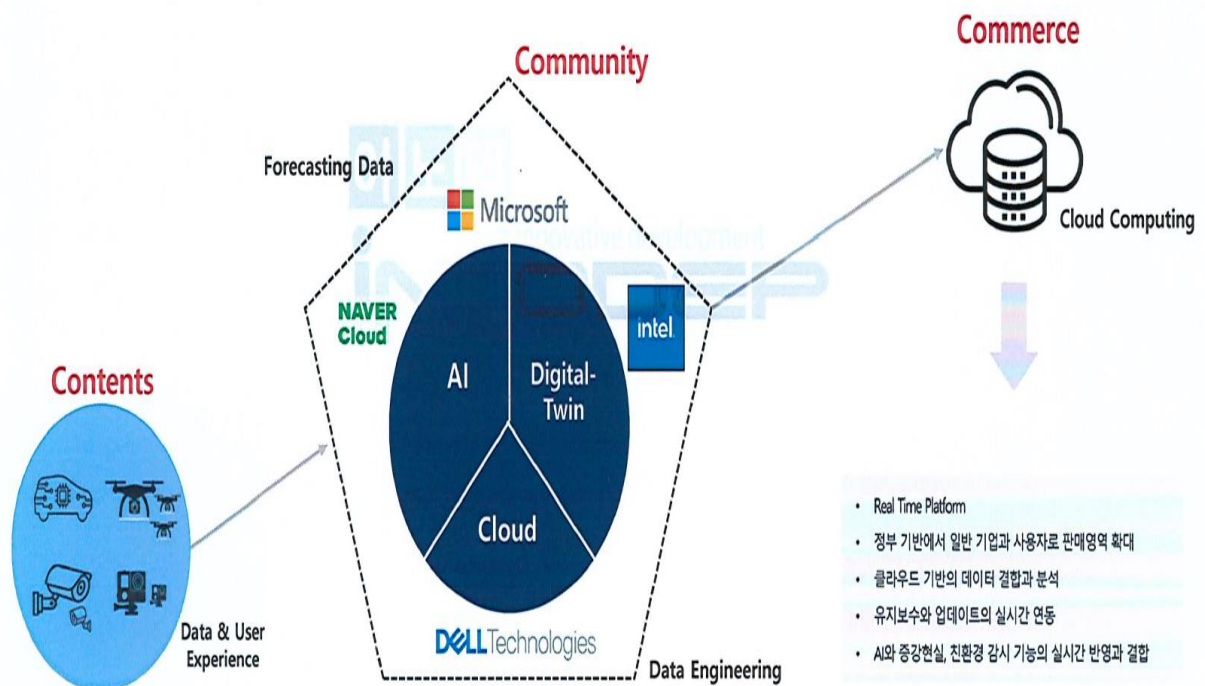 Commerce
Community
Forecasting Data
Microsoft
innovative development
Cloud Computing
NAVER
Cloud
intel
Contents
AI
Digital-
Twin
Cloud
Data & User
Experience
DELL Technologies
Data Engineering
• Real Time Platform
• 정부 기반에서 일반 기업과 사용자로 판매영역 확대
• 클라우드 기반의 데이터 결합과 분석
• 유지보수와 업데이트의 실시간 연동
• AI와 증강현실, 친환경 감시 기능의 실시간 반영과 결합